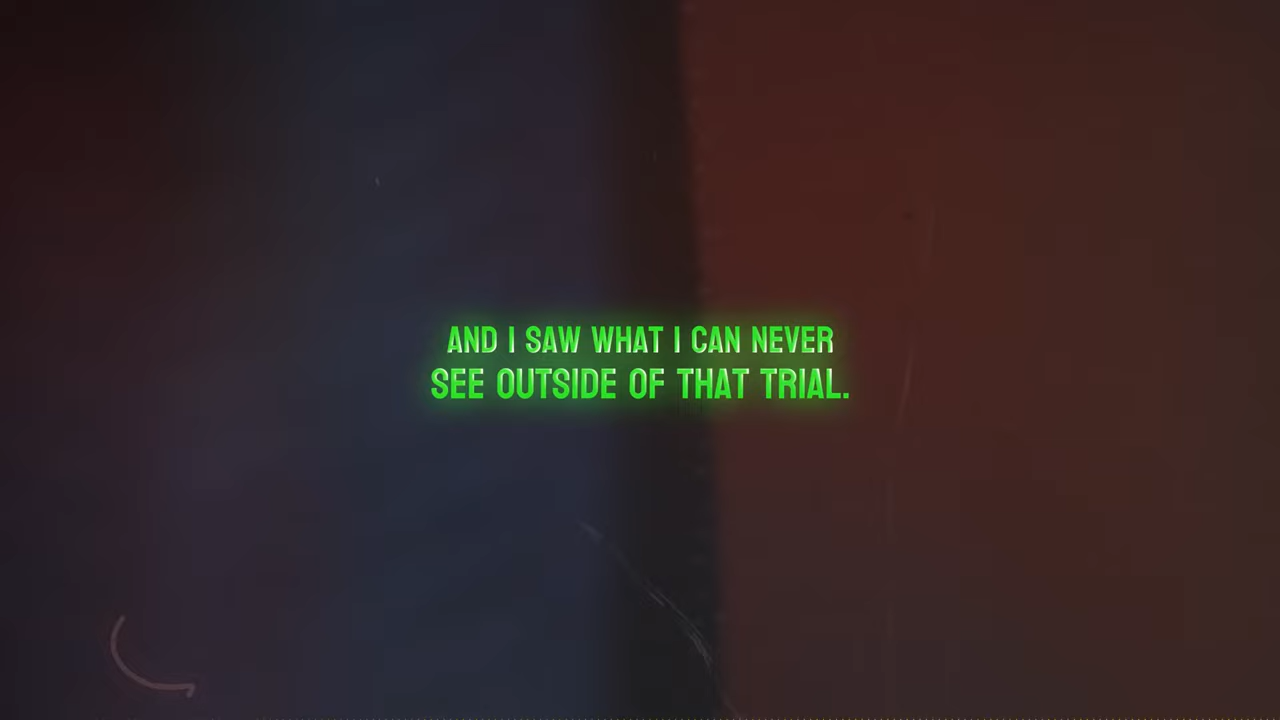 AND I SAW WHAT I CAN NEVER
SEE OUTSIDE OF THAT TRIAL.